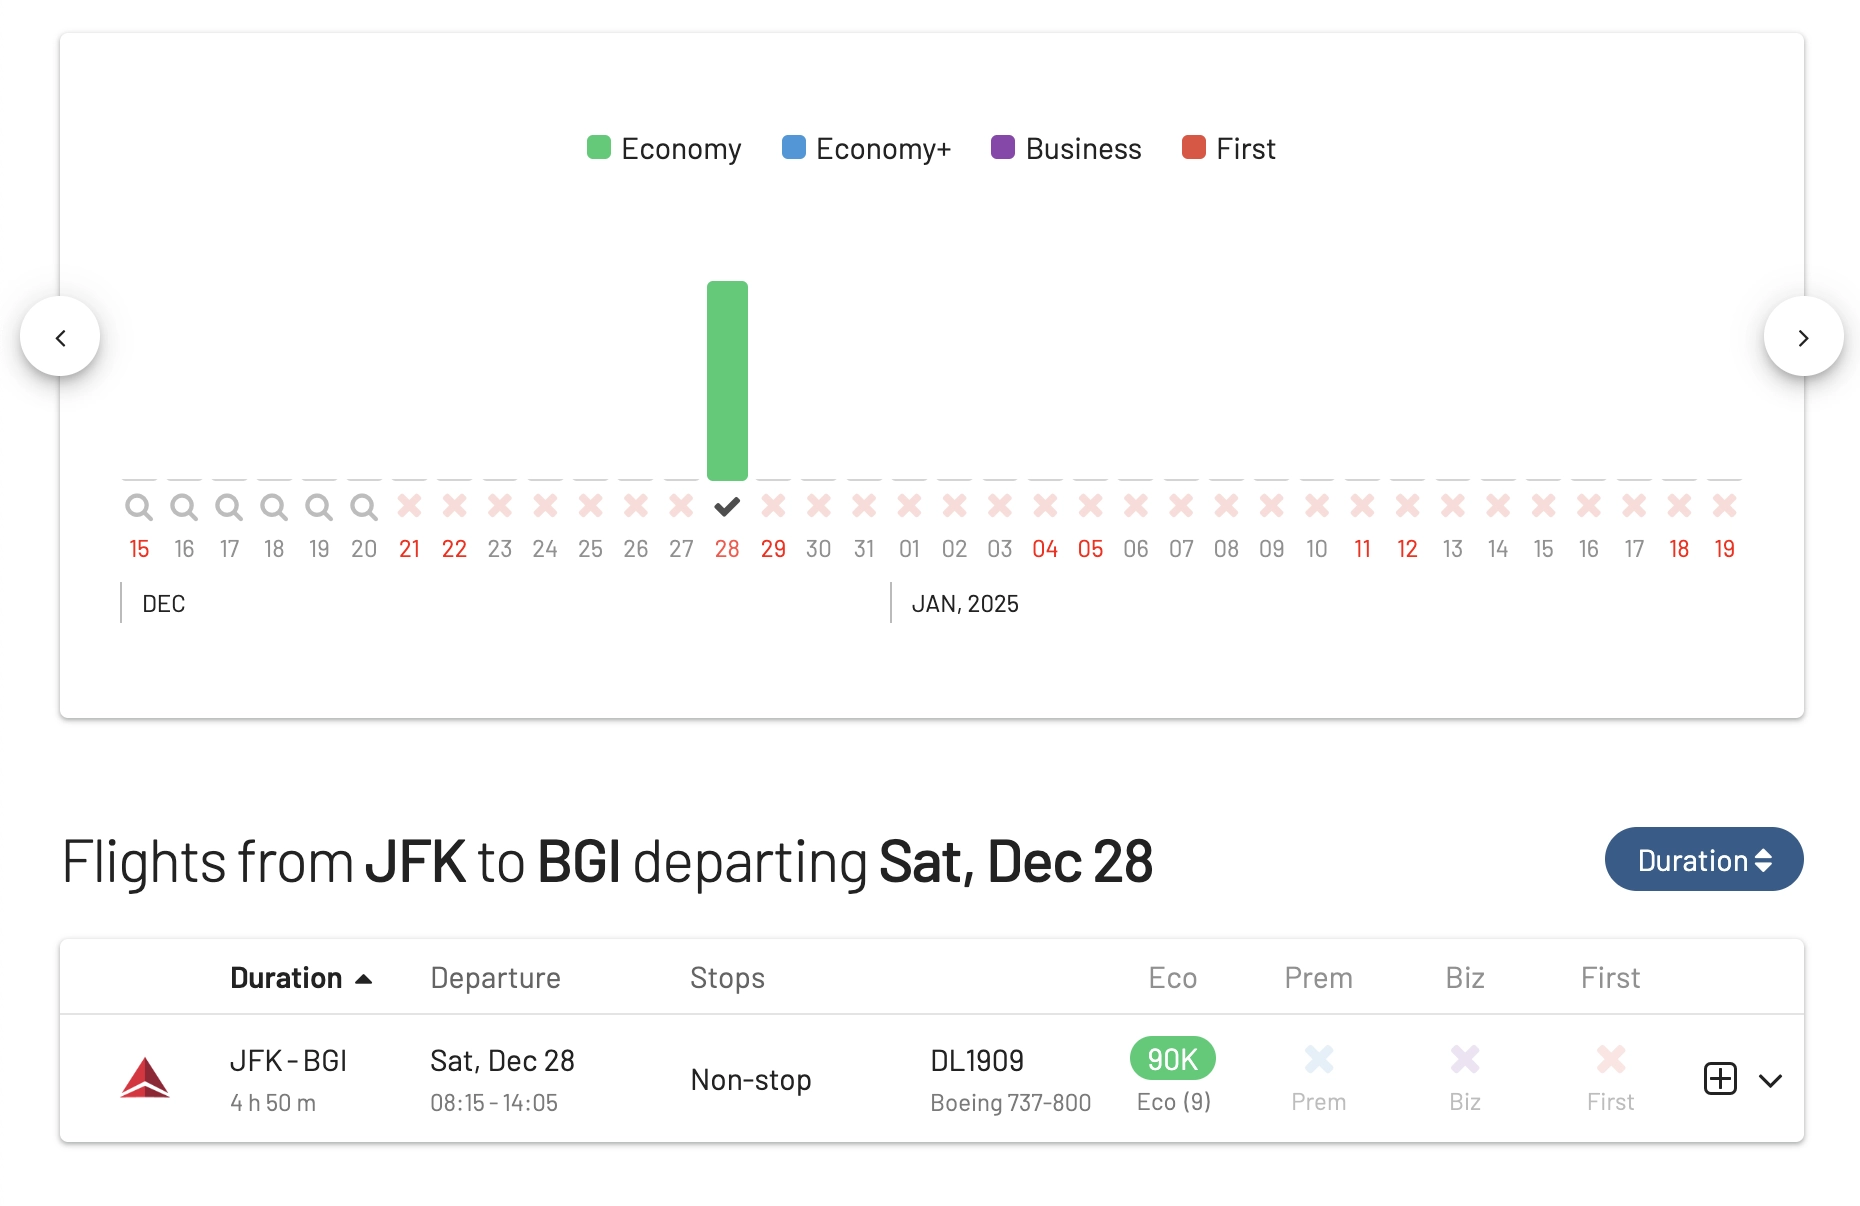 Economy Economy+ Business First
15 16 17 18 19 20 21 22 23 24 25 26 27 28 29 30 31 01 02 03 04 05 06 07 08 09 10 11 12 13 14 15 16 17 18 19
DEC JAN, 2025
Flights from JFK to BGI departing Sat, Dec 28 Duration
Duration Departure Stops Eco Prem Biz First
JFK - BGI Sat, Dec 28 Non-stop DL1909 90K
4 h 50 m 08:15 - 14:05 Boeing 737-800 Eco (9) Prem Biz First